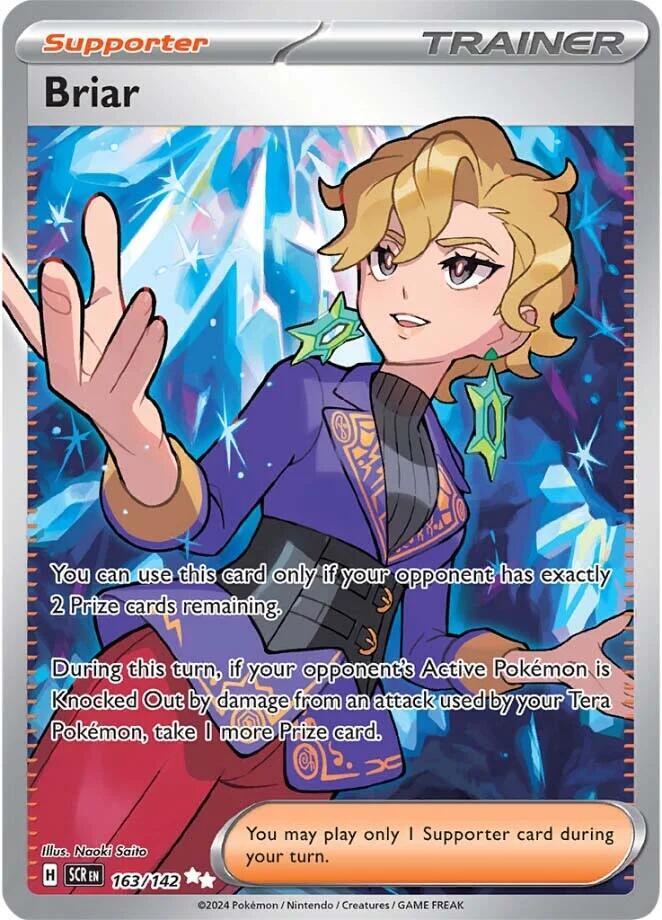 Supporter
TRAINER
Briar
You can use this card only if your opponent has exactly
2 Prize cards remaining.
During this turn, if your opponent's Active Pokémon is
Knocked Out by damage from an attack used by your Tera
Pokémon, take 1 more Prize card.
You may play only 1 Supporter card during
your turn.
Illus. Naoki Saito
H SCR EN 163/142
©2024 Pokémon / Nintendo / Creatures / GAME FREAK